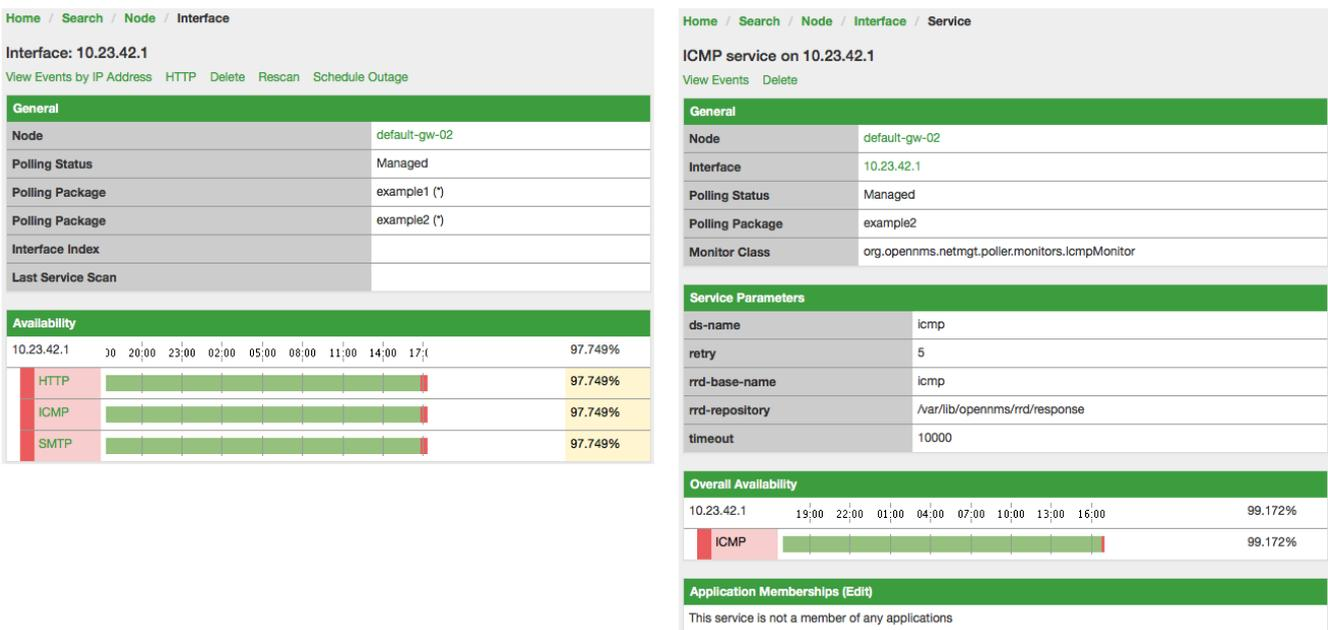 Home / Search / Node / Interface
Interface: 10.23.42.1
View Events by IP Address HTTP Delete Rescan Schedule Outage
General
Node default-gw-02
Polling Status Managed
Polling Package example1 (*)
Polling Package example2 (*)
Interface Index
Last Service Scan
Availability
10.23.42.1 00 20:00 23:00 02:00 05:00 08:00 11:00 14:00 17:( 97.749%
HTTP 97.749%
ICMP 97.749%
SMTP 97.749%
Home / Search / Node / Interface / Service
ICMP service on 10.23.42.1
View Events Delete
General
Node default-gw-02
Interface 10.23.42.1
Polling Status Managed
Polling Package example2
Monitor Class org.opennms.netmgt.poller.monitors.IcmpMonitor
Service Parameters
ds-name icmp
retry 5
rrd-base-name icmp
rrd-repository /var/lib/opennms/rrd/response
timeout 10000
Overall Availability
10.23.42.1 19:00 22:00 01:00 04:00 07:00 10:00 13:00 16:00 99.172%
ICMP 99.172%
Application Memberships (Edit)
This service is not a member of any applications